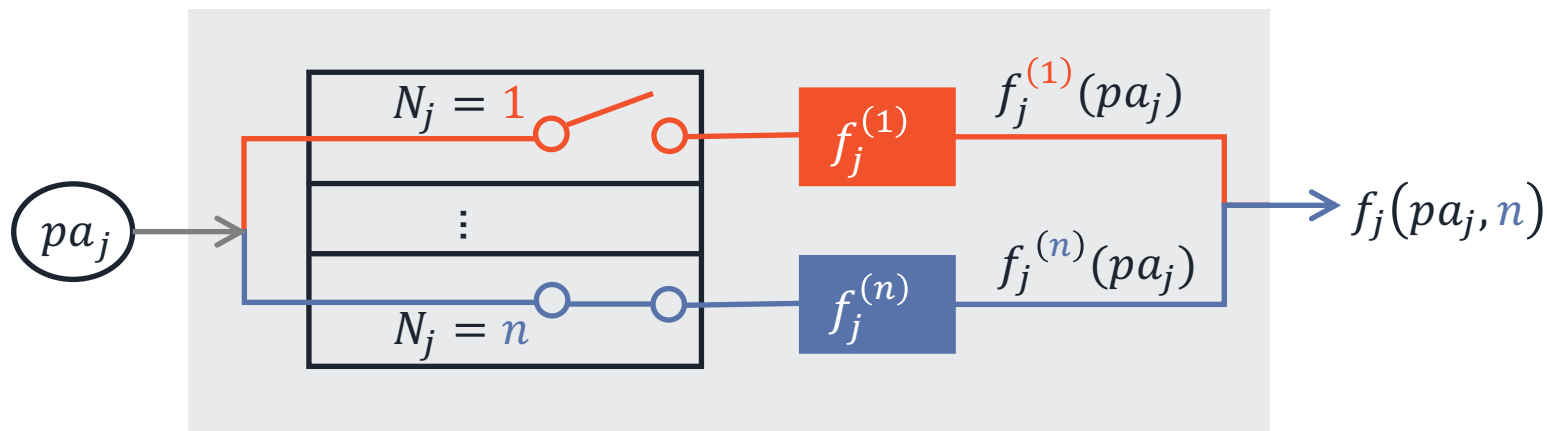 pa_j
N_j = 1
⋮
N_j = n
f_j^{(1)}
f_j^{(n)}
f_j^{(1)}(pa_j)
f_j^{(n)}(pa_j)
f_j(pa_j, n)